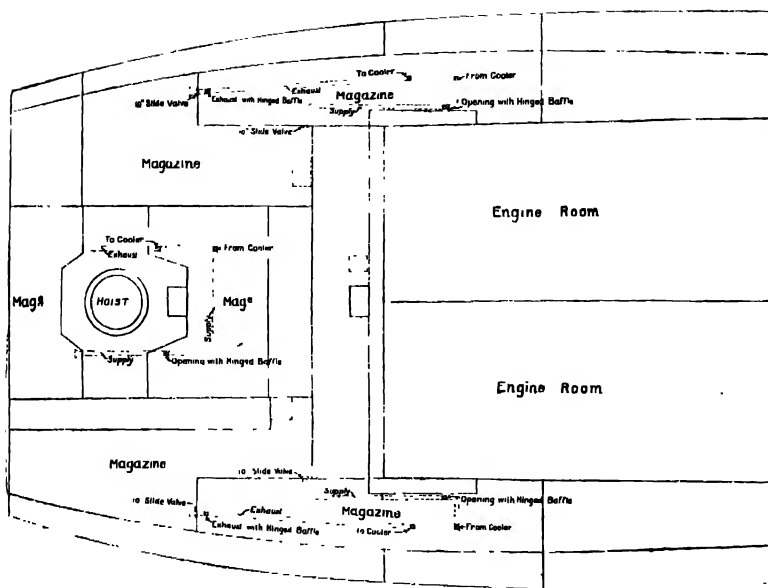 To Cooler
From Cooler
Exhaust
10" Slide Valve
Exhaust with Hinged Baffle
Magazine
Opening with Hinged Baffle
Supply
10" Slide Valve
Magazine
Engine Room
To Cooler
From Cooler
Exhaust
Mag.
HOIST
Mage
Supply
Supply
Opening with Hinged Baffle
Engine Room
Magazine
10 Slide Valve
Supply
Opening with Hinged Baffle
10 Slide Valve
Exhaust
Magazine
Exhaust with Hinged Baffle
To Cooler
From Cooler